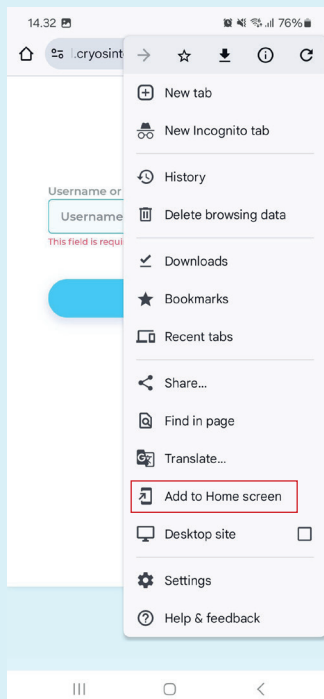 14.32 76%
.cryosint
New tab
New Incognito tab
History
Username or
Username
Delete browsing data
This field is requi
Downloads
Bookmarks
Recent tabs
Share...
Find in page
Translate...
Add to Home screen
Desktop site
Settings
Help & feedback